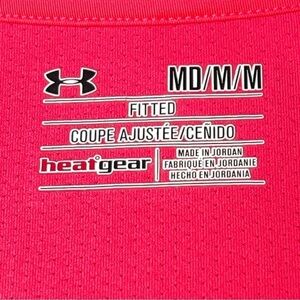 MD/M/M
FITTED
COUPE AJUSTÉE/CEÑIDO
heatgear
MADE IN JORDAN
FABRIQUÉ EN JORDANIE
HECHO EN JORDANIA